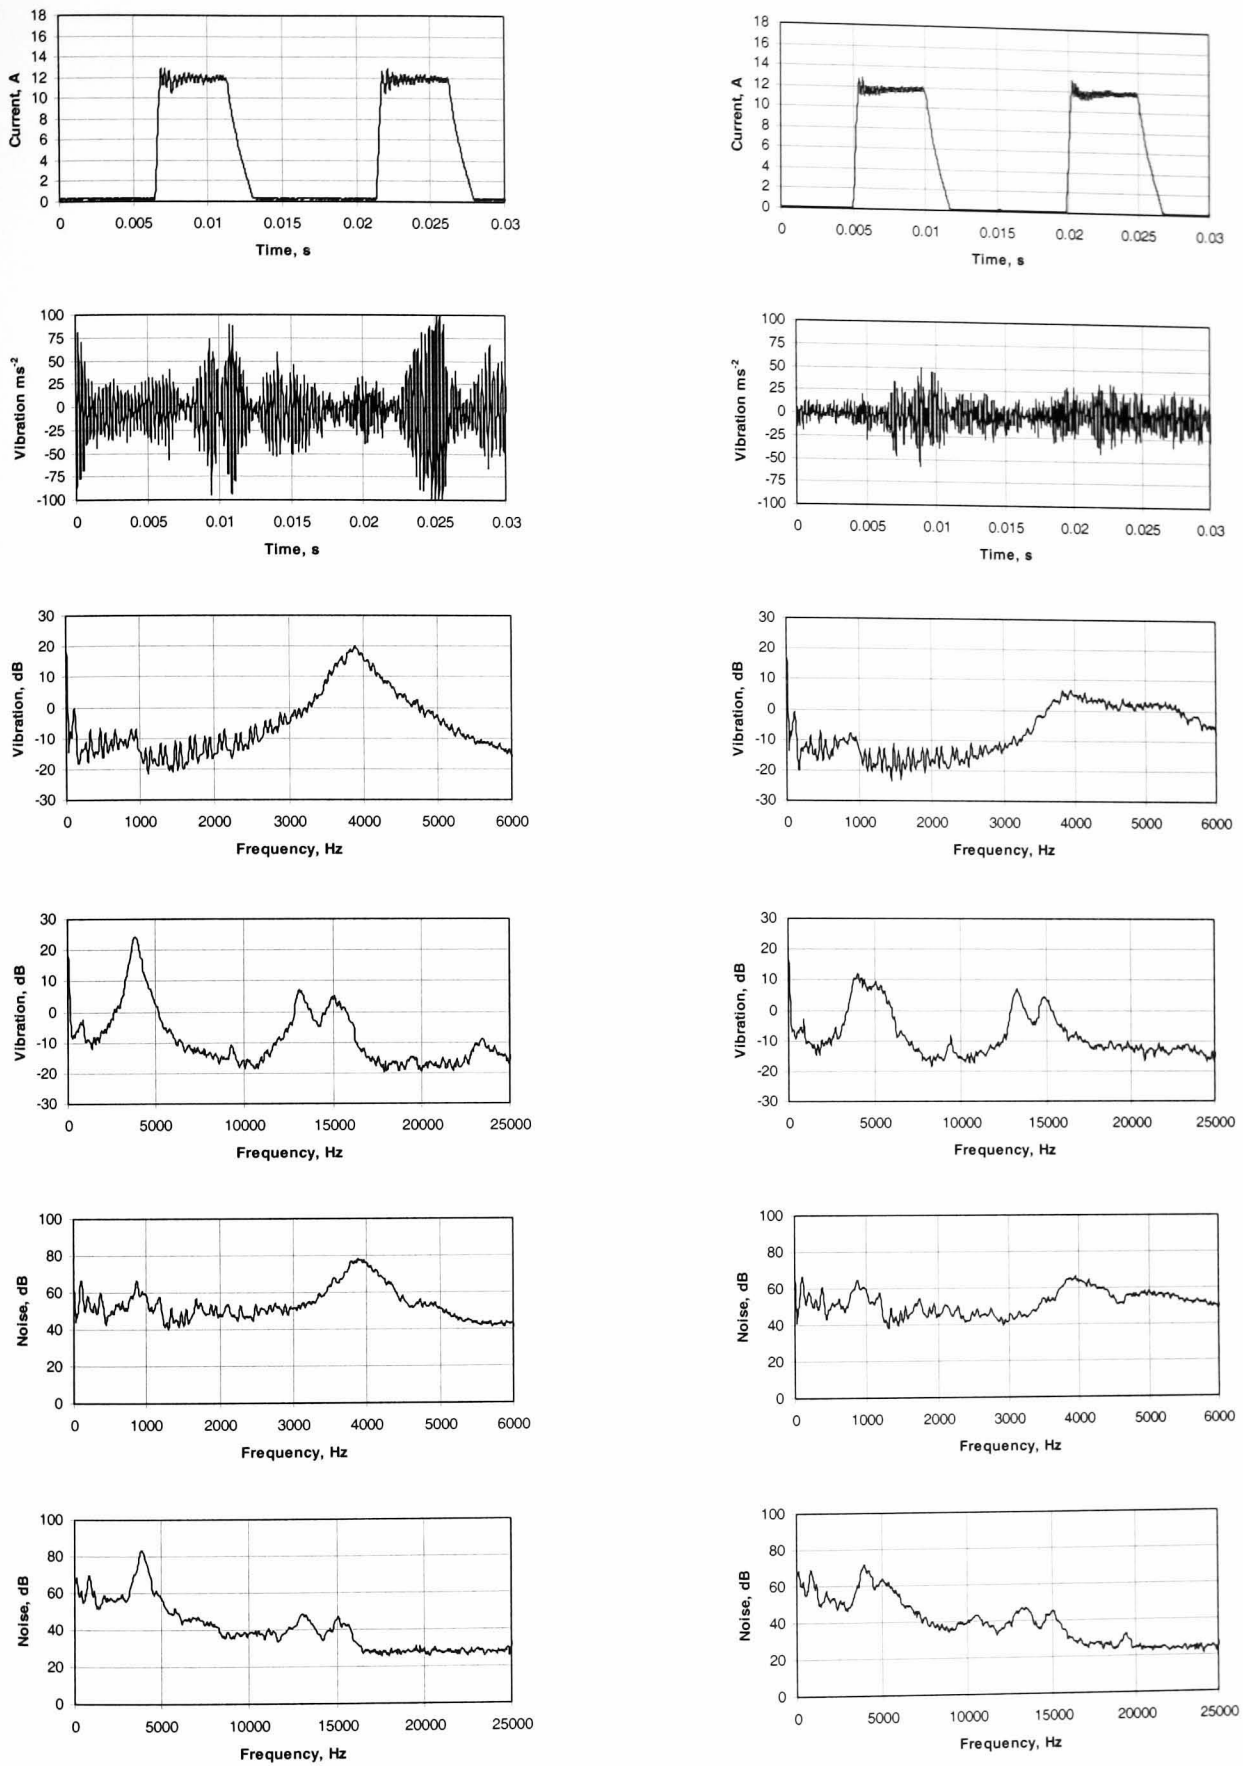 18
16
14
12
10
8
6
4
2
0
Current, A
0 0.005 0.01 0.015 0.02 0.025 0.03
Time, s
18
16
14
12
10
8
6
4
2
0
Current, A
0 0.005 0.01 0.015 0.02 0.025 0.03
Time, s
100
75
50
25
0
-25
-50
-75
-100
Vibration ms⁻²
0 0.005 0.01 0.015 0.02 0.025 0.03
Time, s
100
75
50
25
0
-25
-50
-75
-100
Vibration ms⁻²
0 0.005 0.01 0.015 0.02 0.025 0.03
Time, s
30
20
10
0
-10
-20
-30
Vibration, dB
0 1000 2000 3000 4000 5000 6000
Frequency, Hz
30
20
10
0
-10
-20
-30
Vibration, dB
0 1000 2000 3000 4000 5000 6000
Frequency, Hz
30
20
10
0
-10
-20
-30
Vibration, dB
0 5000 10000 15000 20000 25000
Frequency, Hz
30
20
10
0
-10
-20
-30
Vibration, dB
0 5000 10000 15000 20000 25000
Frequency, Hz
100
80
60
40
20
0
Noise, dB
0 1000 2000 3000 4000 5000 6000
Frequency, Hz
100
80
60
40
20
0
Noise, dB
0 1000 2000 3000 4000 5000 6000
Frequency, Hz
100
80
60
40
20
0
Noise, dB
0 5000 10000 15000 20000 25000
Frequency, Hz
100
80
60
40
20
0
Noise, dB
0 5000 10000 15000 20000 25000
Frequency, Hz